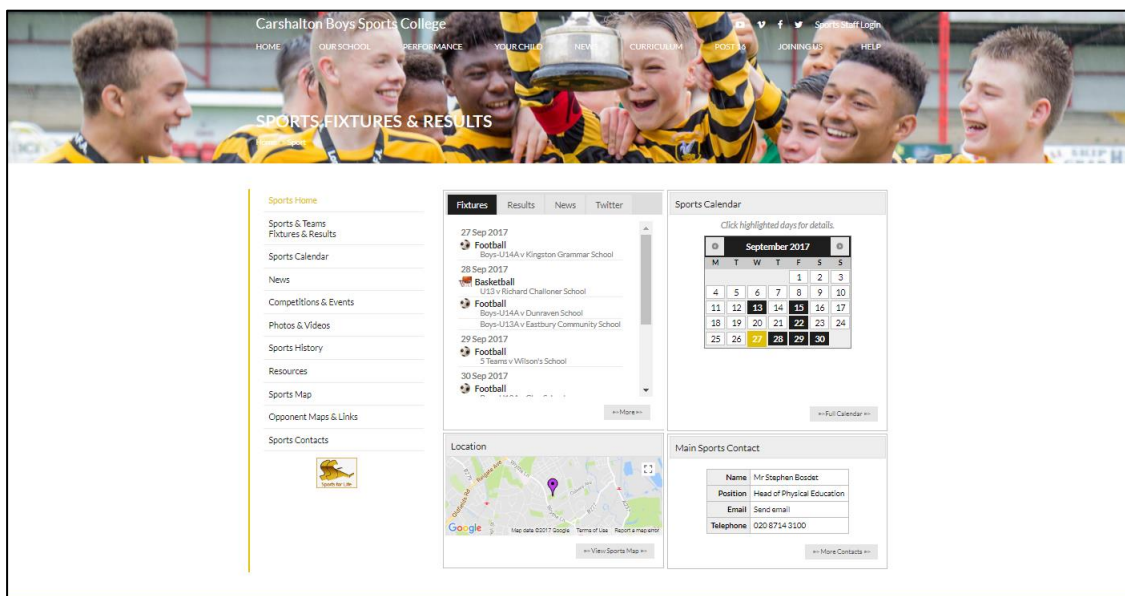 Carshalton Boys Sports College
Sports Staff Login
HOME OUR SCHOOL PERFORMANCE YOUR CHILD NEWS CURRICULUM POST 16 JOINING US HELP
SPORTS, FIXTURES & RESULTS
Home > Sport
Sports Home
Sports & Teams
Fixtures & Results
Sports Calendar
News
Competitions & Events
Photos & Videos
Sports History
Resources
Sports Map
Opponent Maps & Links
Sports Contacts
Sports for Life
Fixtures Results News Twitter
27 Sep 2017
Football
Boys-U14A v Kingston Grammar School
28 Sep 2017
Basketball
U13 v Richard Challoner School
Football
Boys-U14A v Dunraven School
Boys-U13A v Eastbury Community School
29 Sep 2017
Football
5 Teams v Wilson's School
30 Sep 2017
Football
More
Sports Calendar
Click highlighted days for details.
September 2017
M T W T F S S
1 2 3
4 5 6 7 8 9 10
11 12 13 14 15 16 17
18 19 20 21 22 23 24
25 26 27 28 29 30
Full Calendar
Location
Google
Map data ©2017 Google Terms of Use Report a map error
View Sports Map
Main Sports Contact
Name Mr Stephen Bosdet
Position Head of Physical Education
Email Send email
Telephone 020 8714 3100
More Contacts